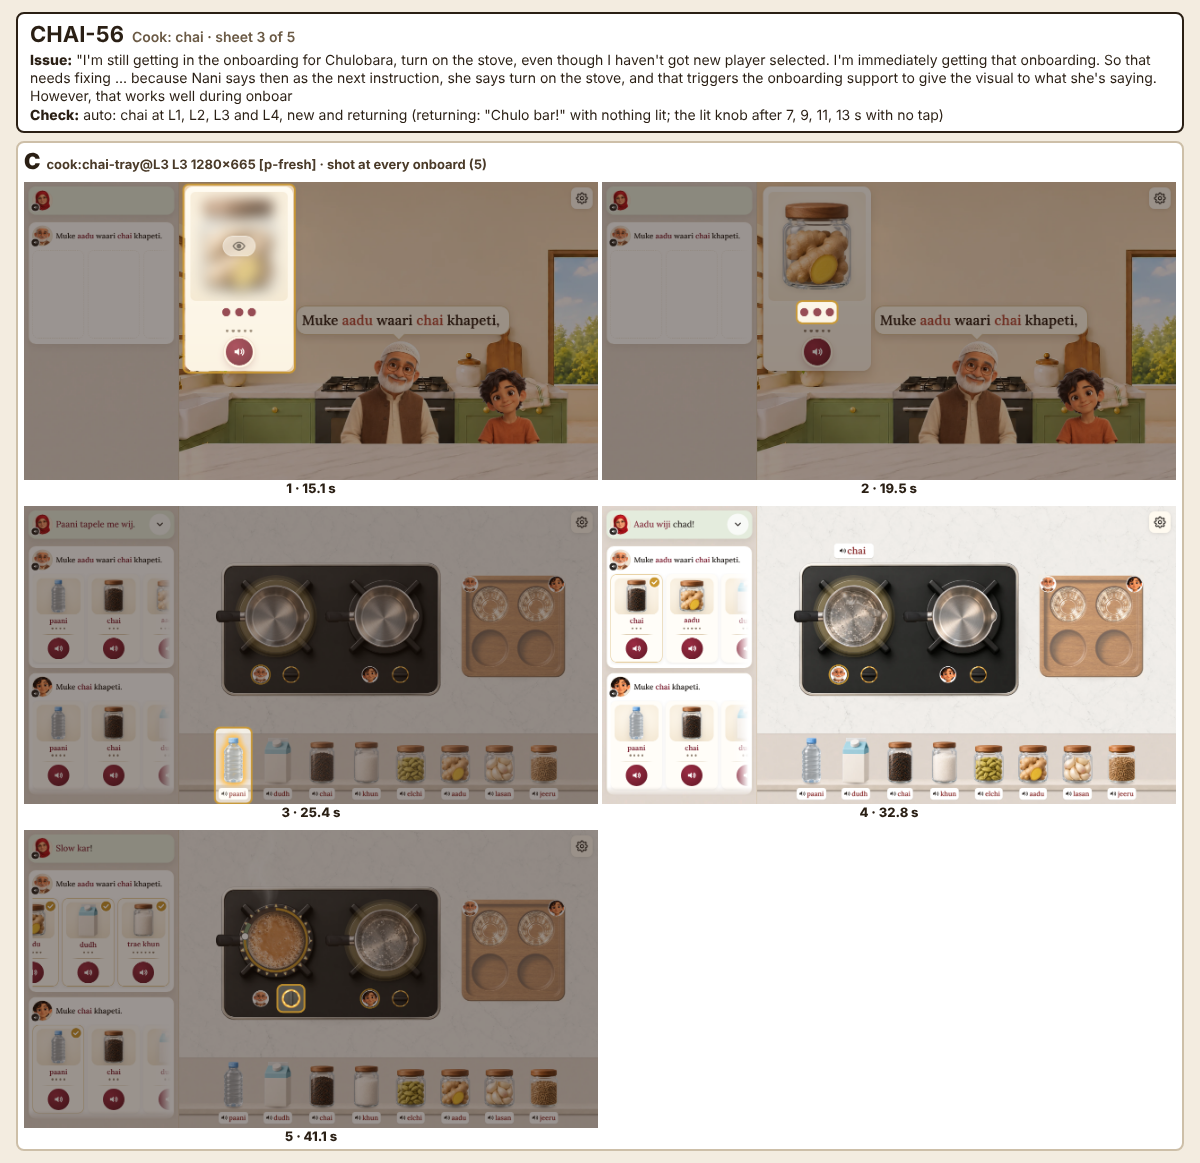 CHAI-56 Cook: chai · sheet 3 of 5
Issue: "I'm still getting in the onboarding for Chulobara, turn on the stove, even though I haven't got new player selected. I'm immediately getting that onboarding. So that
needs fixing ... because Nani says then as the next instruction, she says turn on the stove, and that triggers the onboarding support to give the visual to what she's saying.
However, that works well during onboar
Check: auto: chai at L1, L2, L3 and L4, new and returning (returning: "Chulo bar!" with nothing lit; the lit knob after 7, 9, 11, 13 s with no tap)
C cook:chai-tray@L3 L3 1280×665 [p-fresh] · shot at every onboard (5)
Muke aadu waari chai khapeti.
Muke aadu waari chai khapeti,
1 · 15.1 s
Muke aadu waari chai khapeti.
Muke aadu waari chai khapeti,
2 · 19.5 s
Paani tapele me wij.
Muke aadu waari chai khapeti.
paani chai
Muke chai khapeti.
paani chai
paani dudh chai khun elchi aadu lasan jeeru
3 · 25.4 s
Aadu wiji chad!
chai
Muke aadu waari chai khapeti.
chai aadu du
Muke chai khapeti.
paani chai
paani dudh chai khun elchi aadu lasan jeeru
4 · 32.8 s
Slow kar!
Muke aadu waari chai khapeti.
du dudh trae khun
Muke chai khapeti.
paani chai
paani dudh chai khun elchi aadu lasan jeeru
5 · 41.1 s